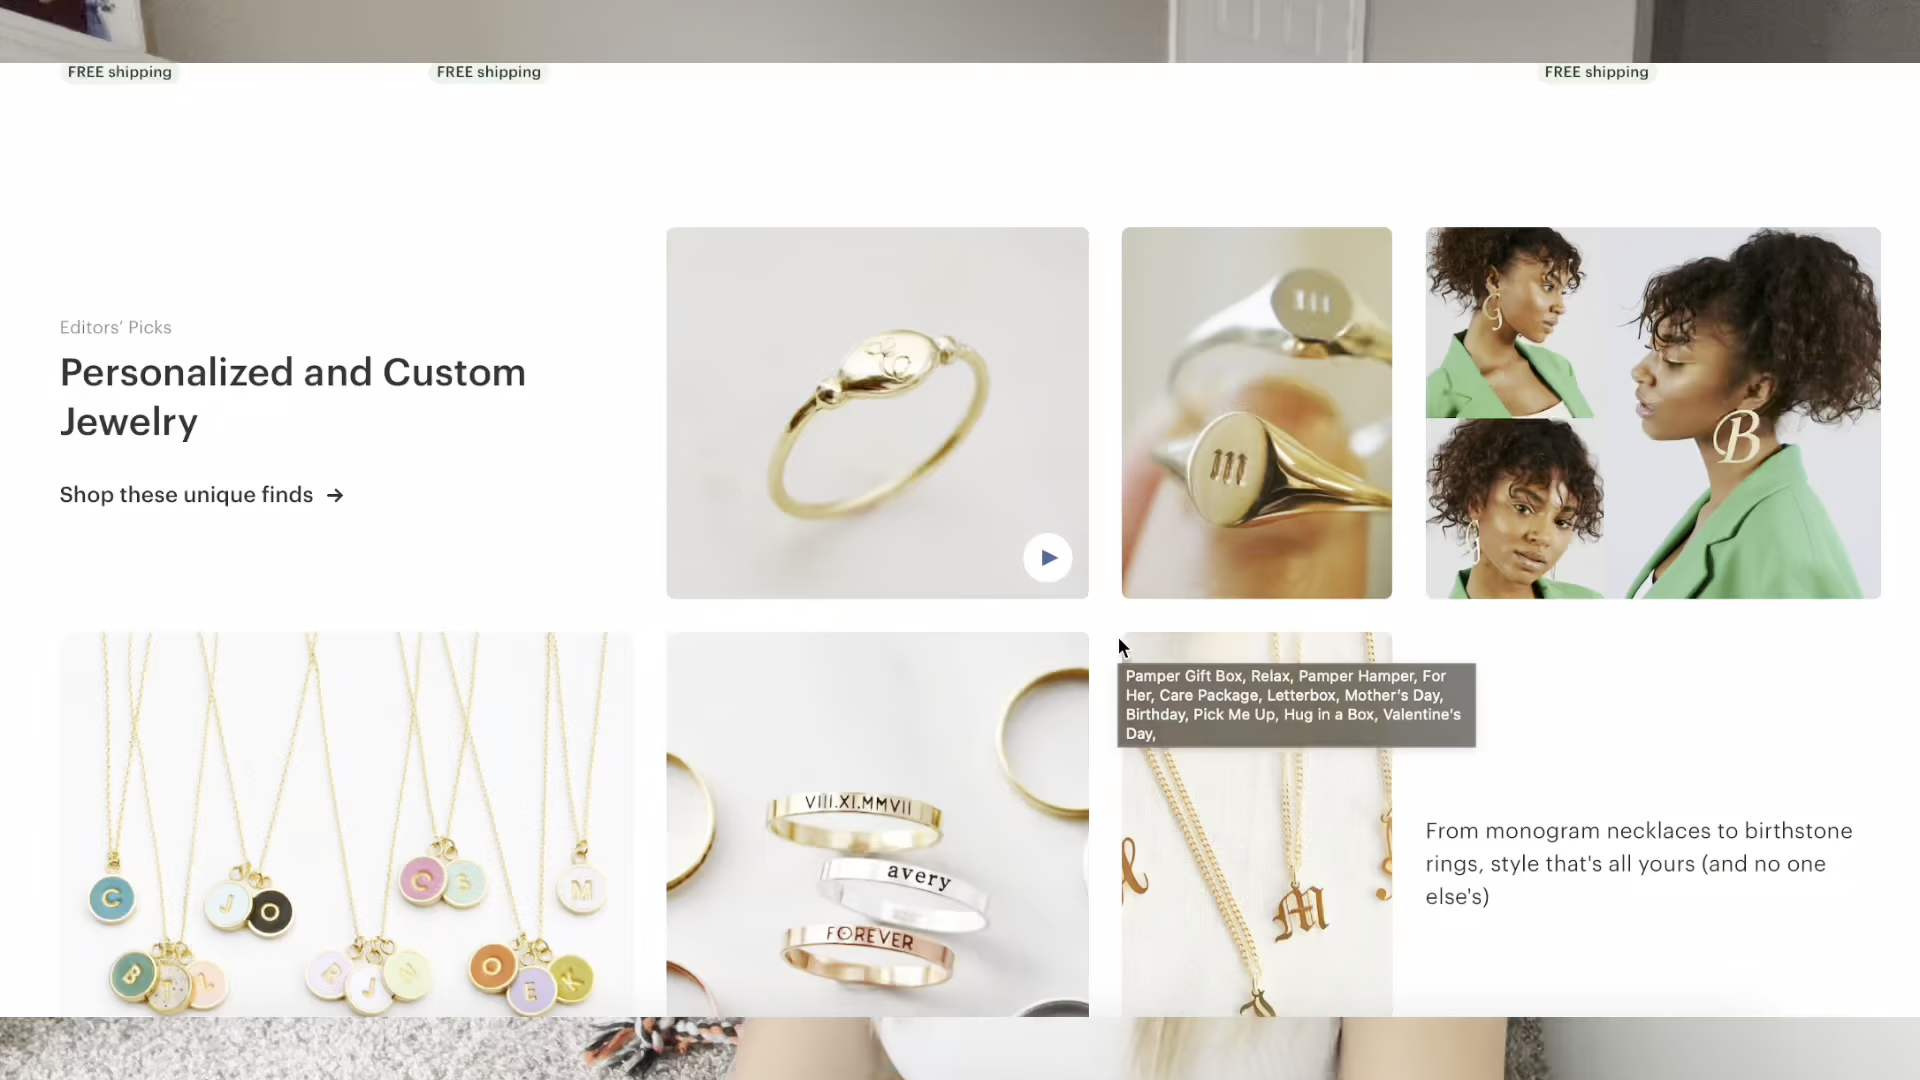 FREE shipping
FREE shipping
FREE shipping
Editors’ Picks
Personalized and Custom
Jewelry
Shop these unique finds →
B
Pamper Gift Box, Relax, Pamper Hamper, For
Her, Care Package, Letterbox, Mother's Day,
Birthday, Pick Me Up, Hug in a Box, Valentine's
Day,
VIII.XI.MMVII
avery
FOREVER
C
J
O
C
S
M
B
T
L
P
J
N
O
E
K
M
From monogram necklaces to birthstone
rings, style that's all yours (and no one
else's)